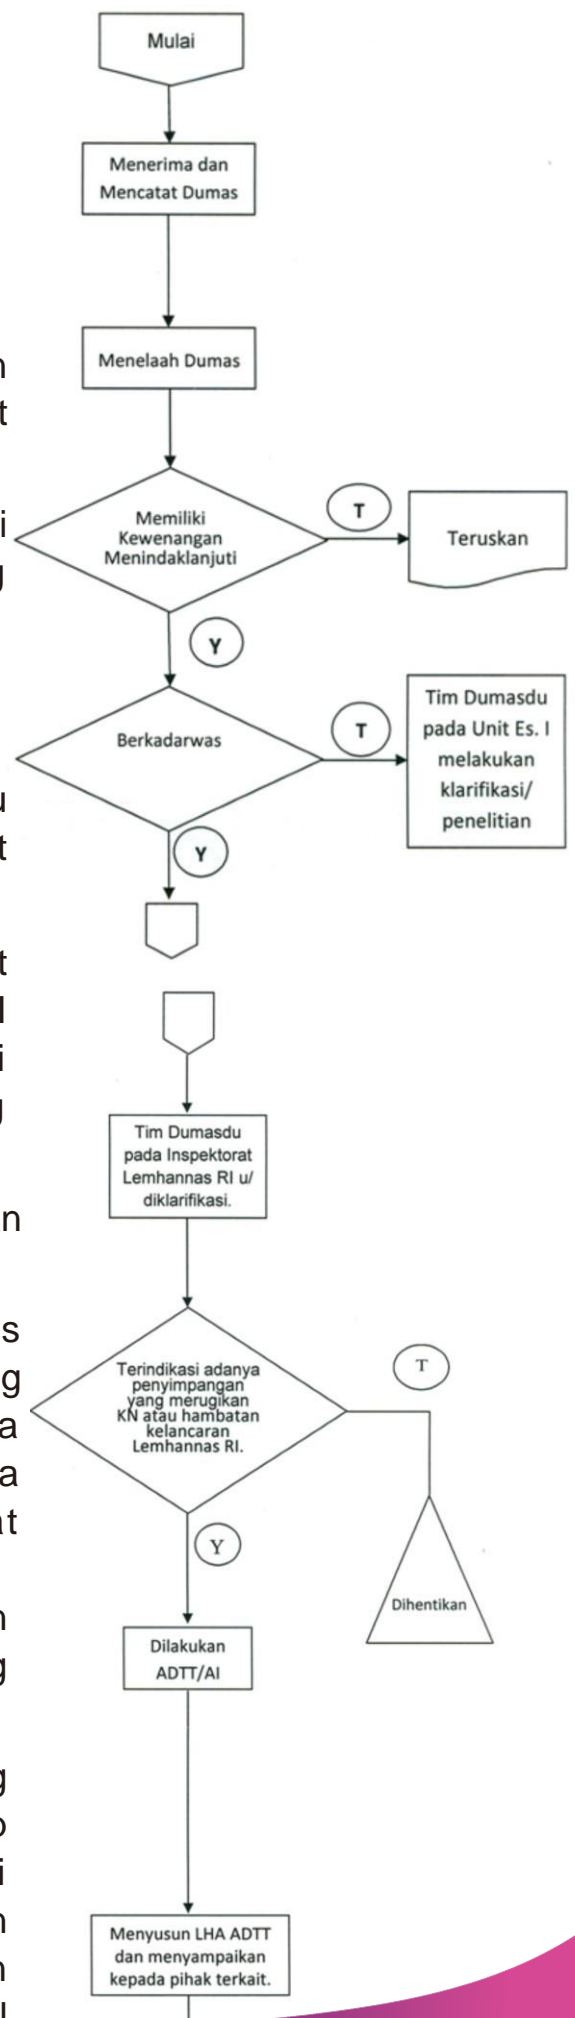 Mulai
Menerima dan
Mencatat Dumas
Menelaah Dumas
n
t
Memiliki
Kewenangan
Menindaklanjuti
T
Teruskan
i
g
Y
Berkadarwas
T
Tim Dumasdu
pada Unit Es. I
melakukan
klarifikasi/
penelitian
u
t
Y
t
i
g
Tim Dumasdu
pada Inspektorat
Lemhannas RI u/
diklarifikasi.
n
Terindikasi adanya
penyimpangan
yang merugikan
KN atau hambatan
kelancaran
Lemhannas RI.
T
s
g
a
a
at
Y
Dihentikan
n
g
Dilakukan
ADTT/AI
g
i
n
n
Menyusun LHA ADTT
dan menyampaikan
kepada pihak terkait.